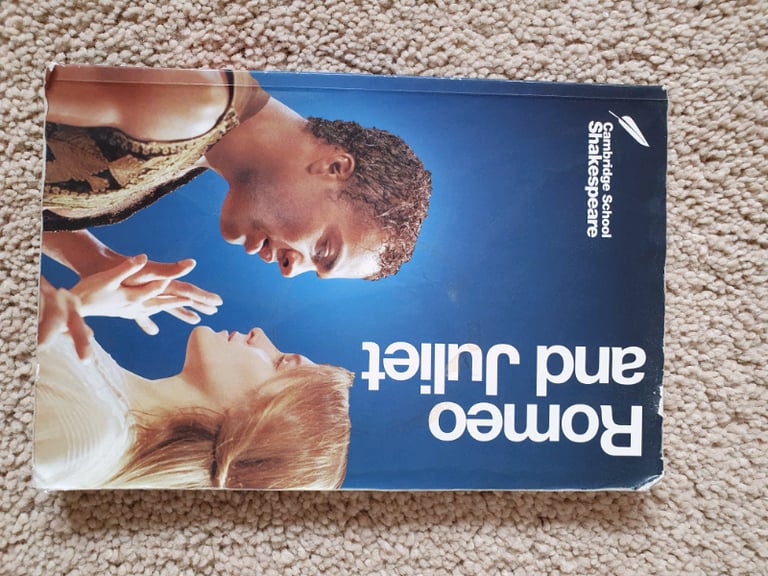 Cambridge School
Shakespeare
Romeo
and Juliet